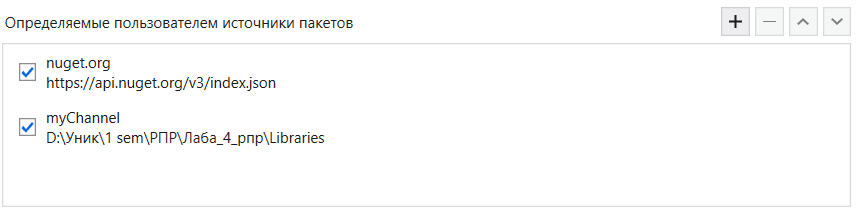 Определяемые пользователем источники пакетов
nuget.org
https://api.nuget.org/v3/index.json
myChannel
D:\Уник\1 sem\РПР\Лаба_4_рпр\Libraries